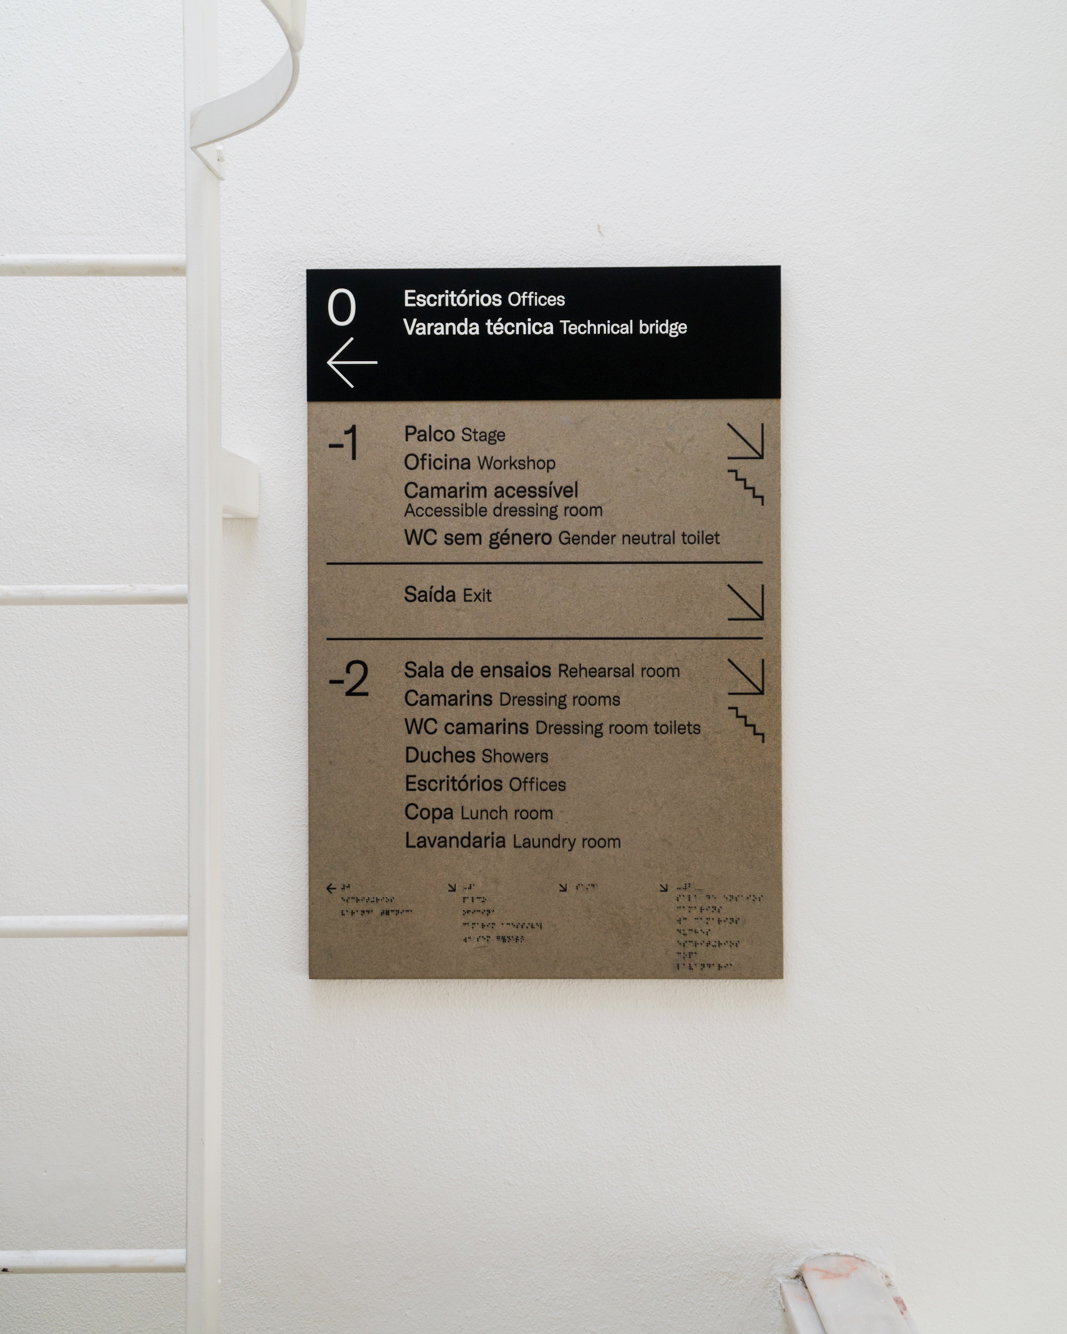 0
Escritórios Offices
Varanda técnica Technical bridge
-1
Palco Stage
Oficina Workshop
Camarim acessível
Accessible dressing room
WC sem género Gender neutral toilet
Saída Exit
-2
Sala de ensaios Rehearsal room
Camarins Dressing rooms
WC camarins Dressing room toilets
Duches Showers
Escritórios Offices
Copa Lunch room
Lavandaria Laundry room